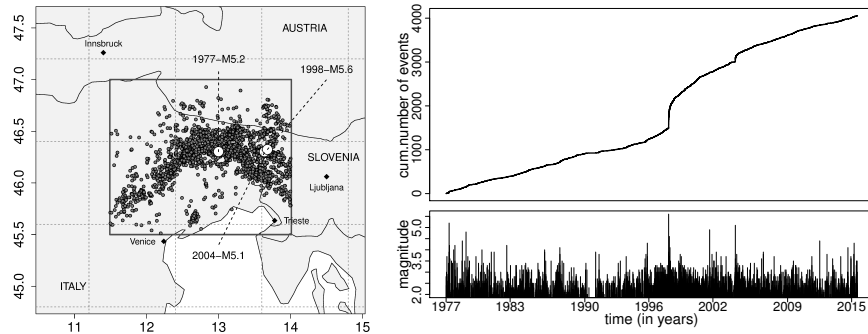 AUSTRIA
Innsbruck
1977−M5.2
1998−M5.6
SLOVENIA
Ljubljana
Trieste
Venice
2004−M5.1
ITALY
47.5
47.0
46.5
46.0
45.5
45.0
11 12 13 14 15
cum.number of events
4000
3000
2000
1000
0
magnitude
5.0
3.5
2.0
1977 1983 1990 1996 2002 2009 2015
time (in years)